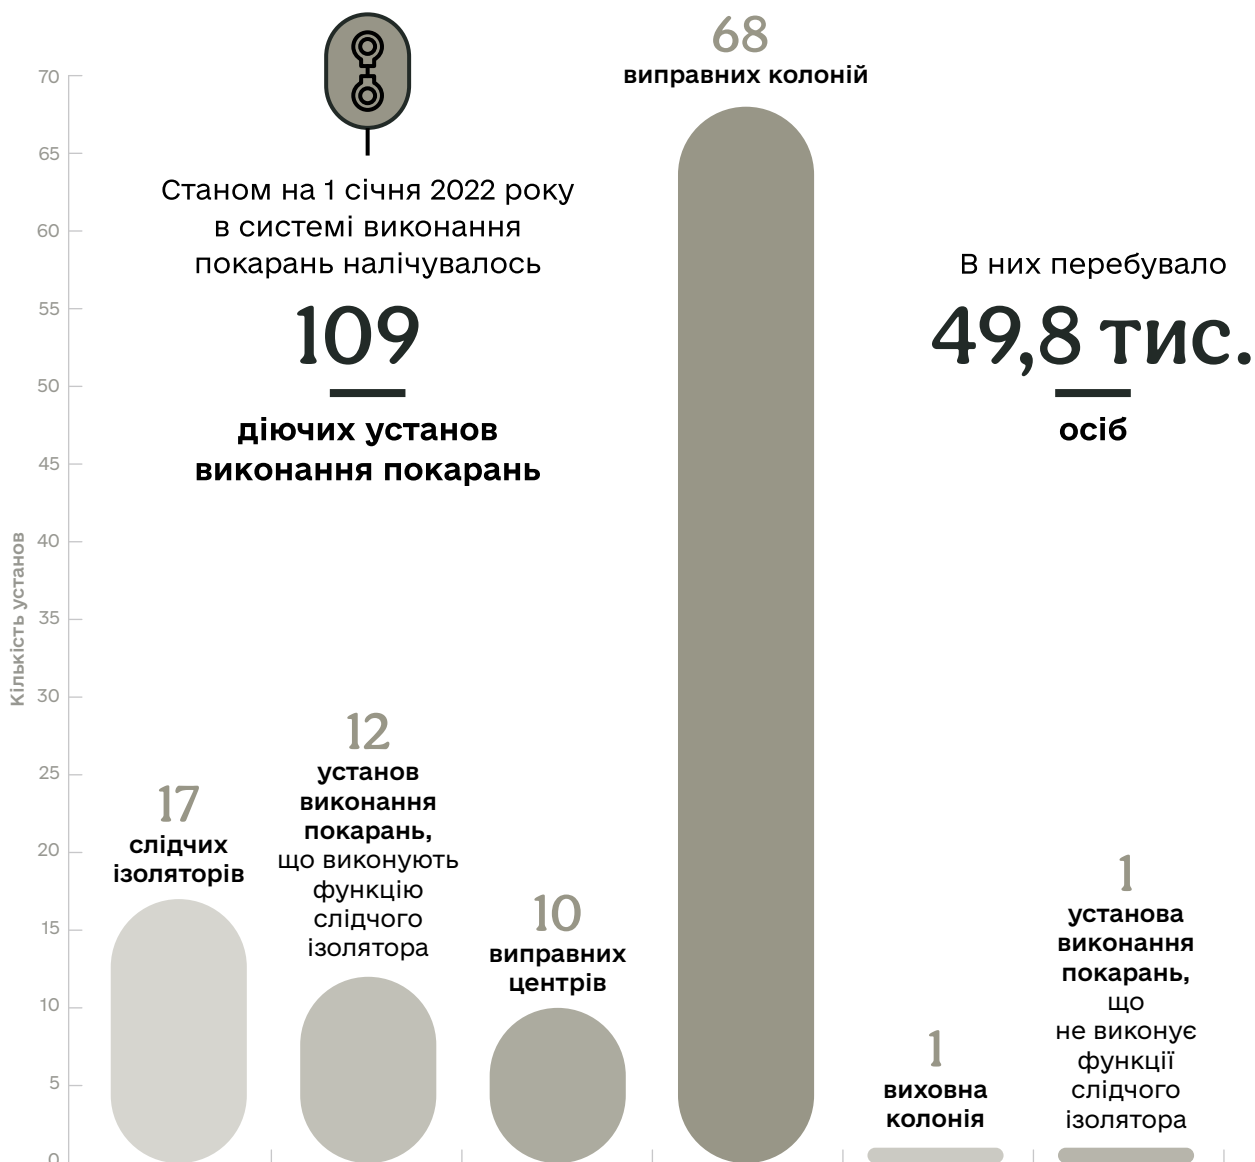 68
виправних колоній
Станом на 1 січня 2022 року
в системі виконання
покарань налічувалось
109
діючих установ
виконання покарань
В них перебувало
49,8 тис.
осіб
Кількість установ
70
65
60
55
50
45
40
35
30
25
20
15
10
5
0
17
слідчих
ізоляторів
12
установ
виконання
покарань,
що виконують
функцію
слідчого
ізолятора
10
виправних
центрів
1
виховна
колонія
1
установа
виконання
покарань,
що
не виконує
функції
слідчого
ізолятора